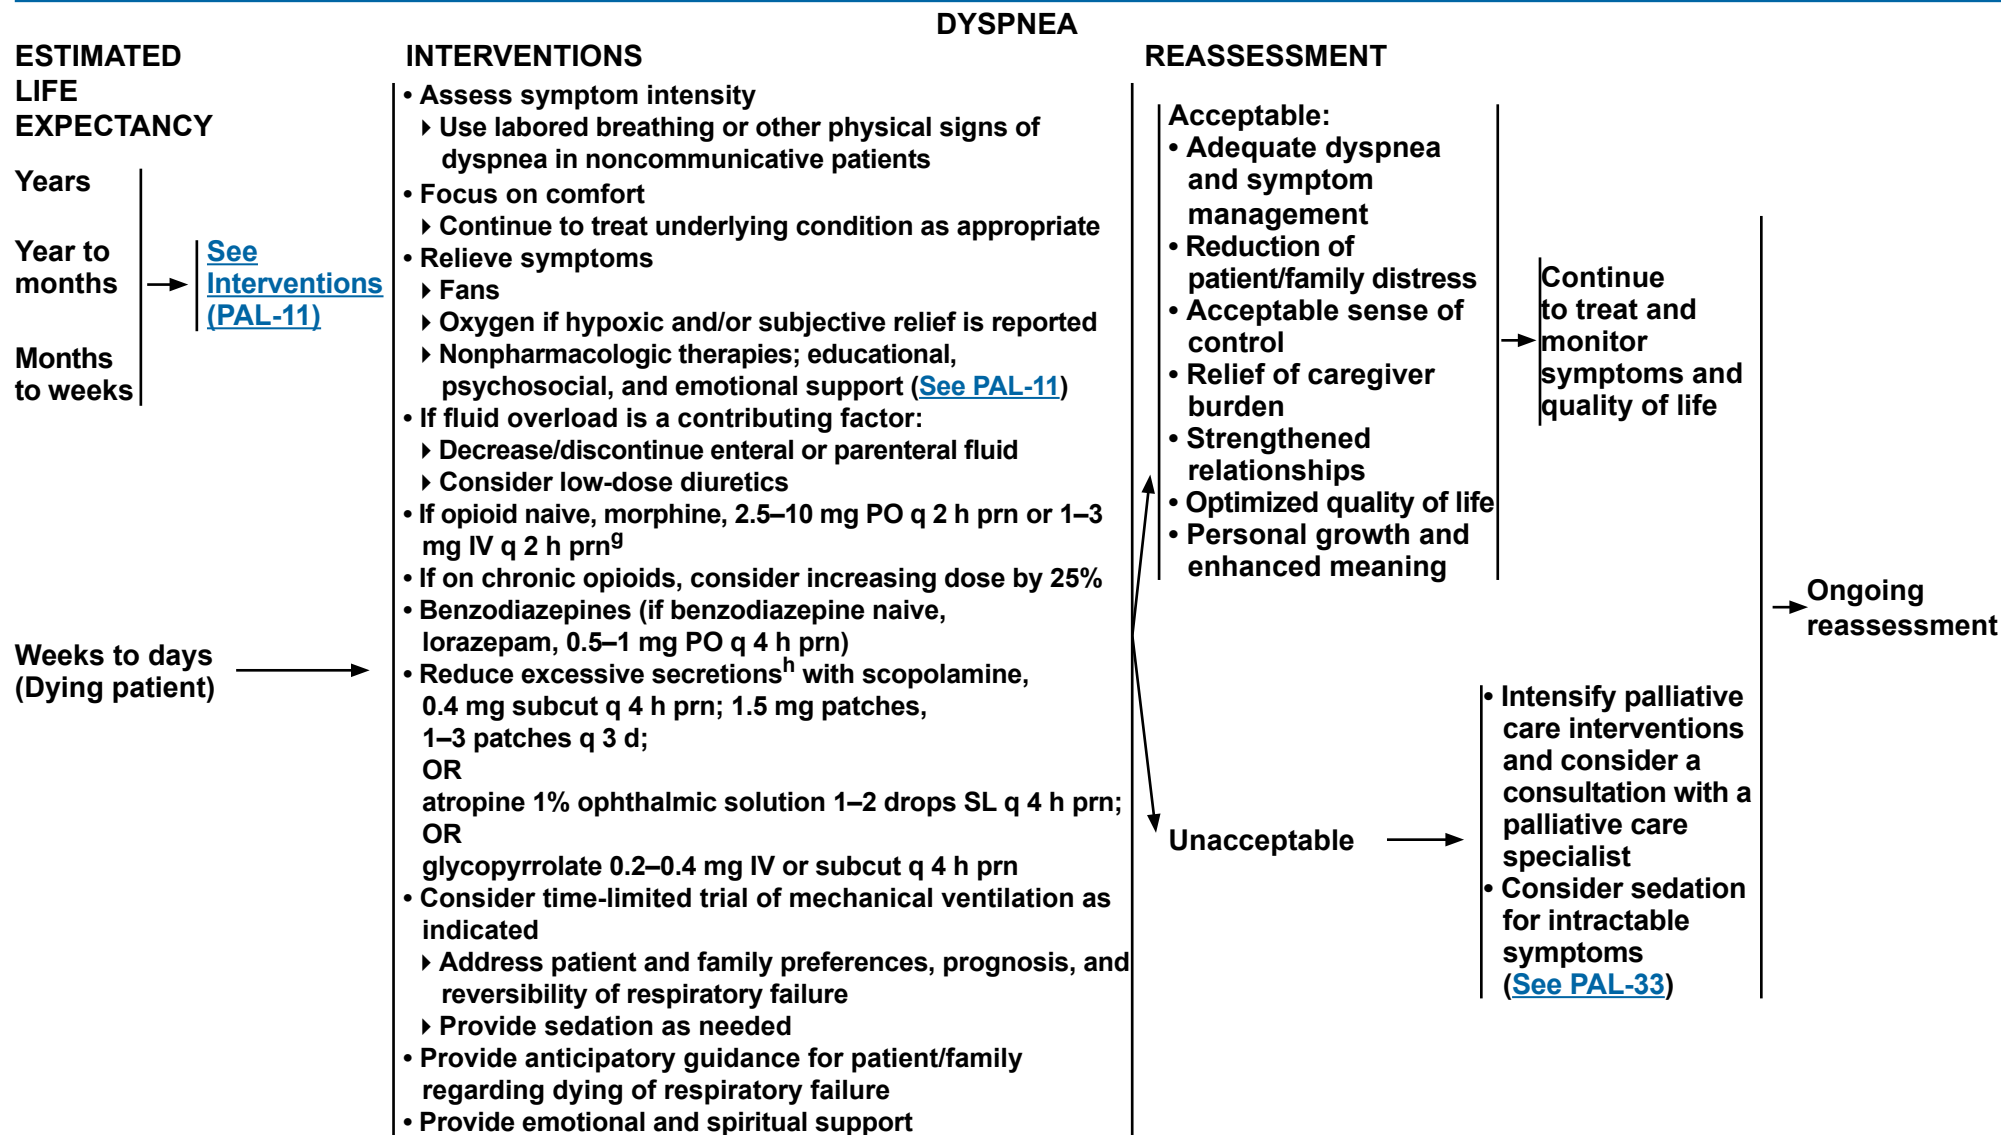 DYSPNEA
ESTIMATED
LIFE
EXPECTANCY
Years
Year to
months
Months
to weeks
See
Interventions
(PAL-11)
Weeks to days
(Dying patient)
INTERVENTIONS
• Assess symptom intensity
▸ Use labored breathing or other physical signs of
dyspnea in noncommunicative patients
• Focus on comfort
▸ Continue to treat underlying condition as appropriate
• Relieve symptoms
▸ Fans
▸ Oxygen if hypoxic and/or subjective relief is reported
▸ Nonpharmacologic therapies; educational,
psychosocial, and emotional support (See PAL-11)
• If fluid overload is a contributing factor:
▸ Decrease/discontinue enteral or parenteral fluid
▸ Consider low-dose diuretics
• If opioid naive, morphine, 2.5–10 mg PO q 2 h prn or 1–3
mg IV q 2 h prng
• If on chronic opioids, consider increasing dose by 25%
• Benzodiazepines (if benzodiazepine naive,
lorazepam, 0.5–1 mg PO q 4 h prn)
• Reduce excessive secretionsh with scopolamine,
0.4 mg subcut q 4 h prn; 1.5 mg patches,
1–3 patches q 3 d;
OR
atropine 1% ophthalmic solution 1–2 drops SL q 4 h prn;
OR
glycopyrrolate 0.2–0.4 mg IV or subcut q 4 h prn
• Consider time-limited trial of mechanical ventilation as
indicated
▸ Address patient and family preferences, prognosis, and
reversibility of respiratory failure
▸ Provide sedation as needed
• Provide anticipatory guidance for patient/family
regarding dying of respiratory failure
• Provide emotional and spiritual support
REASSESSMENT
Acceptable:
• Adequate dyspnea
and symptom
management
• Reduction of
patient/family distress
• Acceptable sense of
control
• Relief of caregiver
burden
• Strengthened
relationships
• Optimized quality of life
• Personal growth and
enhanced meaning
Continue
to treat and
monitor
symptoms and
quality of life
Unacceptable
• Intensify palliative
care interventions
and consider a
consultation with a
palliative care
specialist
• Consider sedation
for intractable
symptoms
(See PAL-33)
Ongoing
reassessment